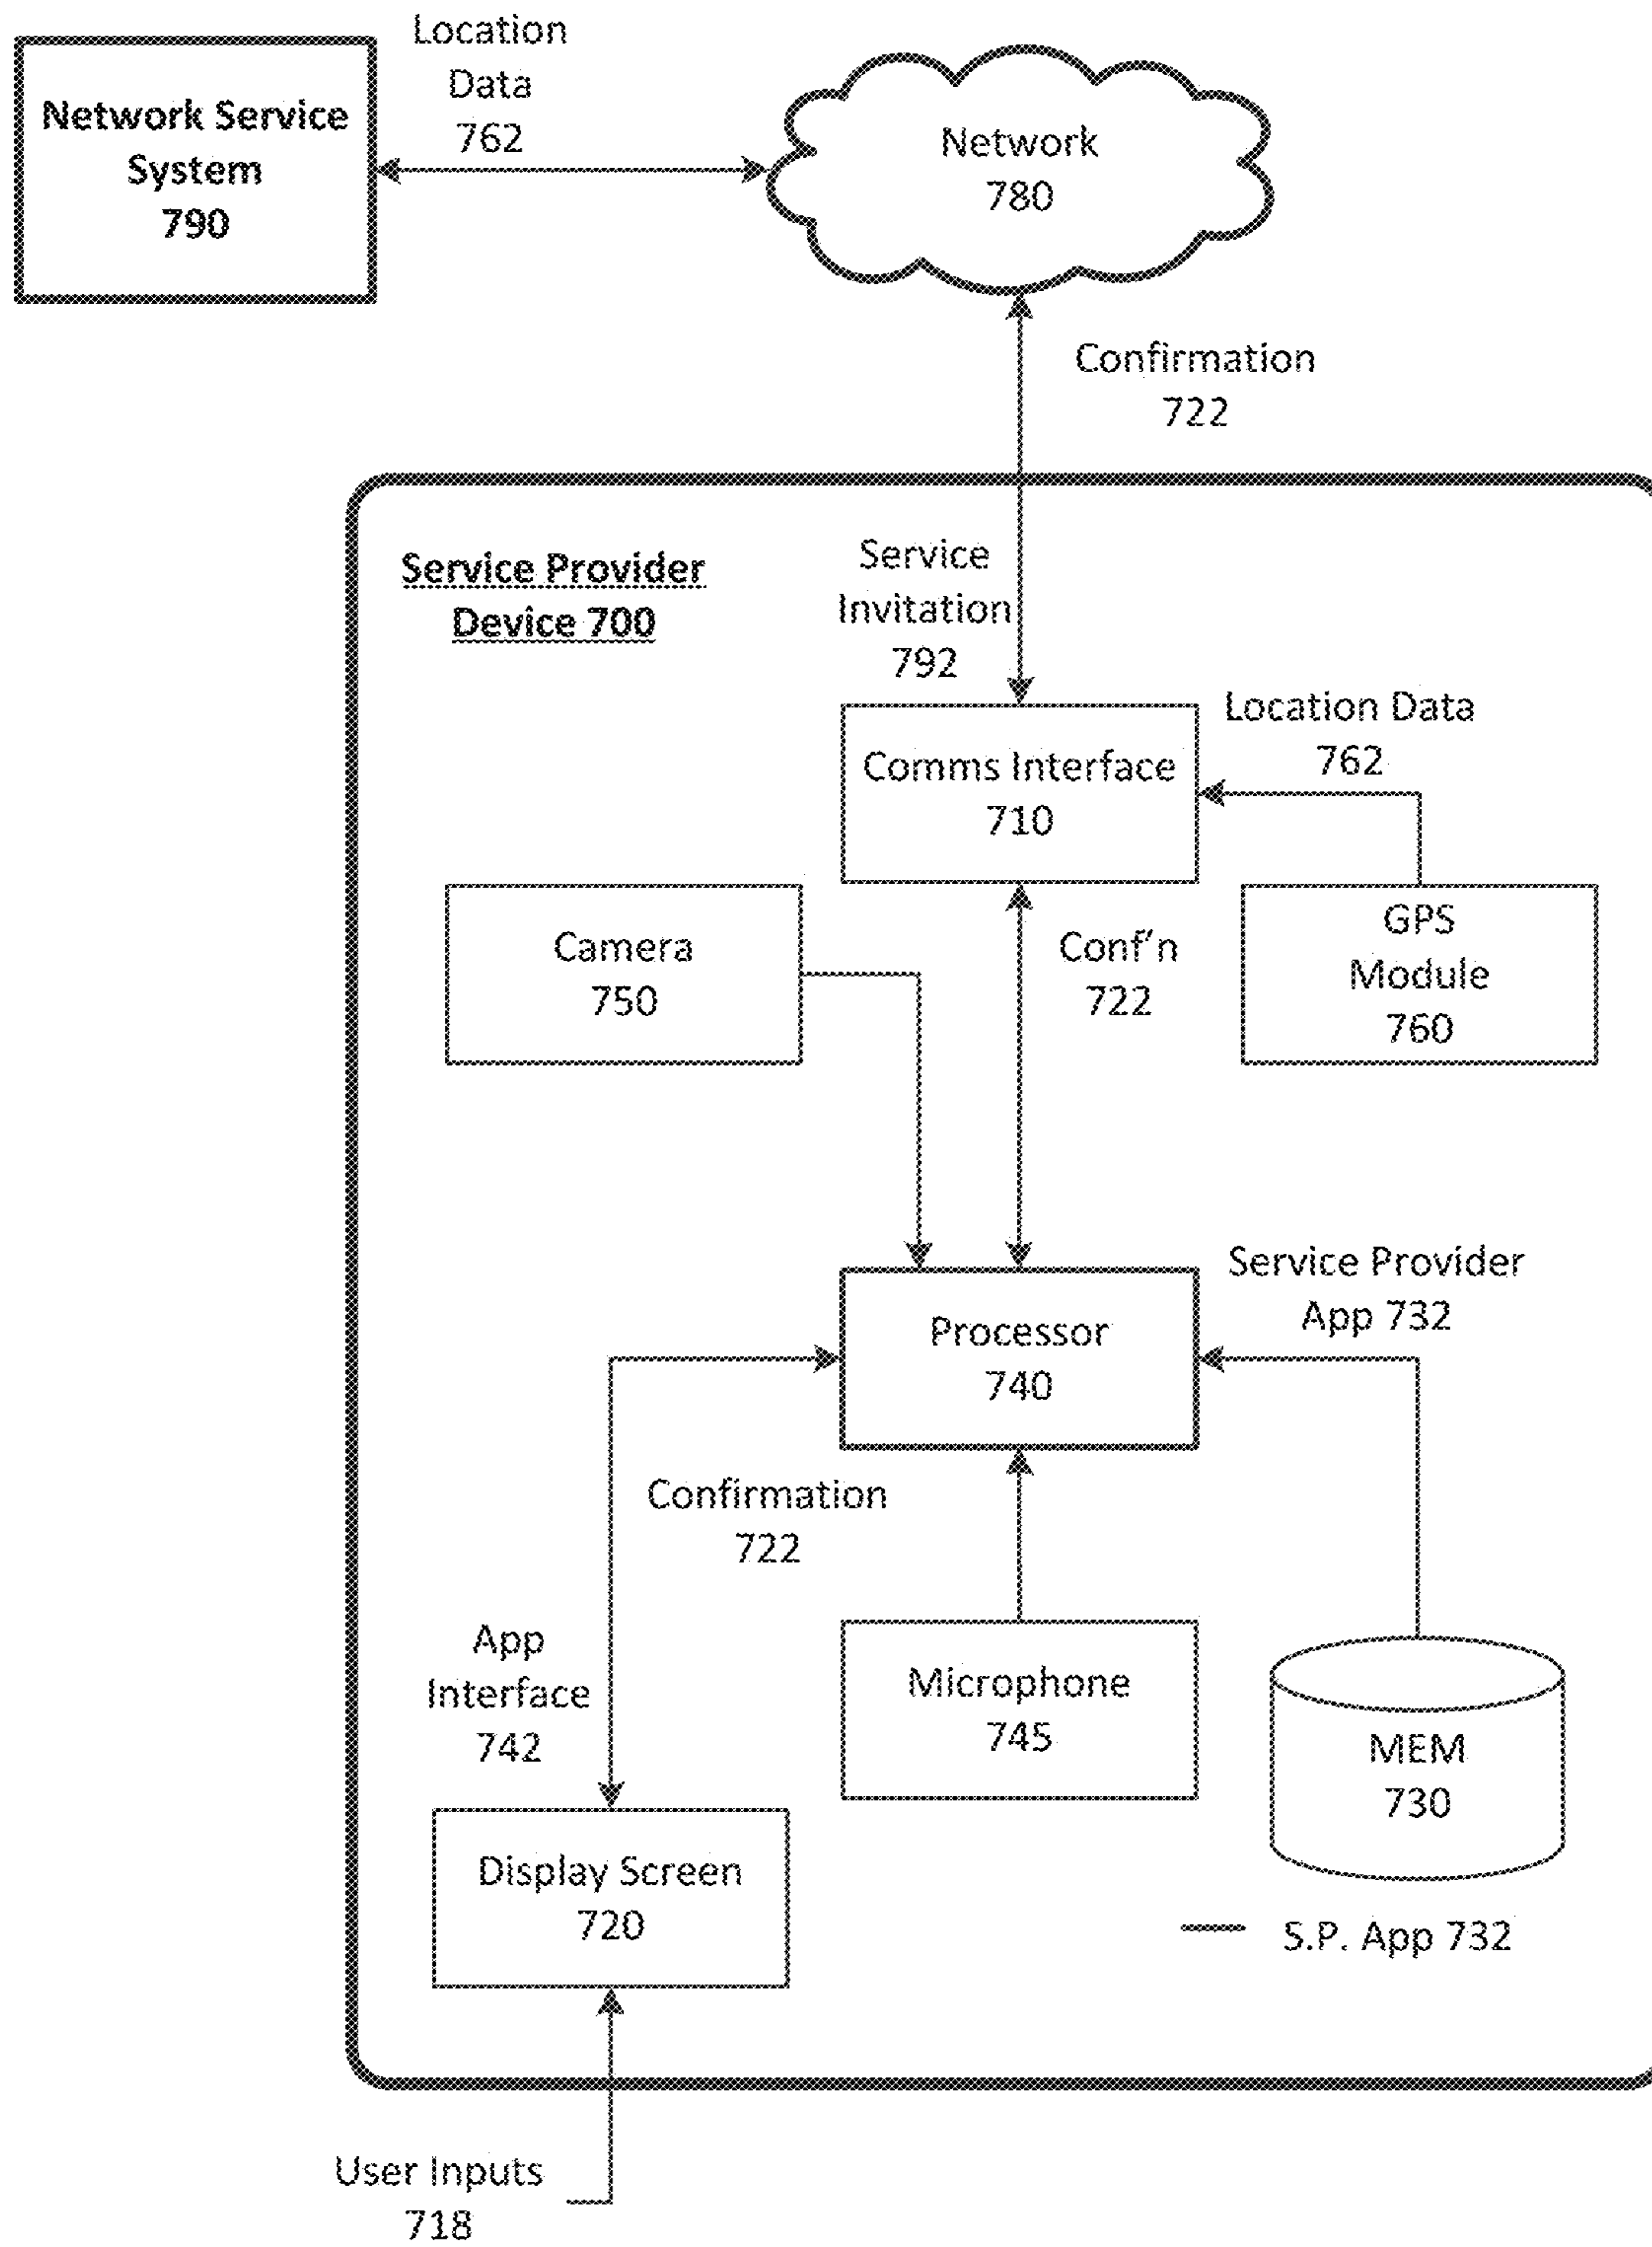 Location
Data
762
Network Service
System
790
Network
780
Confirmation
722
Service Provider
Device 700
Service
Invitation
792
Location Data
762
Comms Interface
710
Camera
750
Conf'n
722
GPS
Module
760
Service Provider
App 732
Processor
740
Confirmation
722
App
Interface
742
Microphone
745
MEM
730
Display Screen
720
S.P. App 732
User Inputs
718